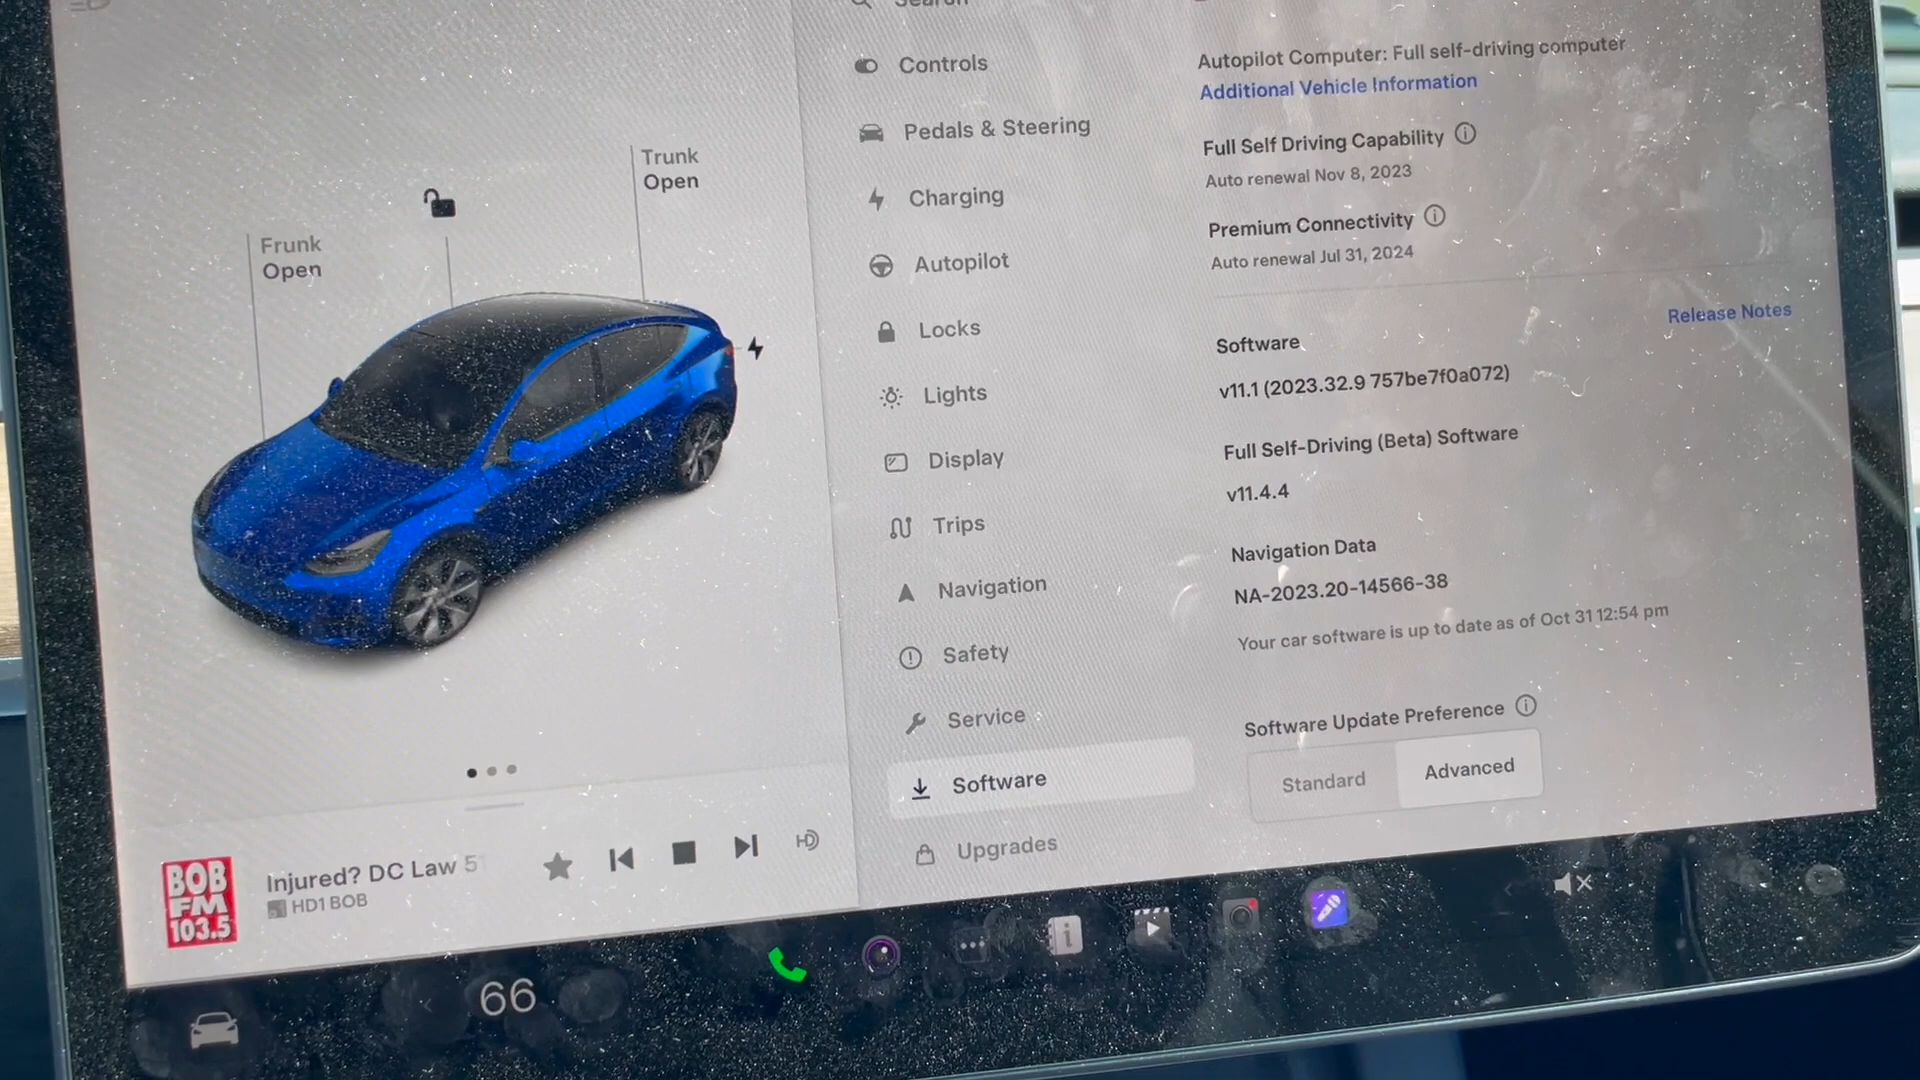 Frunk
Open
Trunk
Open
Controls
Pedals & Steering
Charging
Autopilot
Locks
Lights
Display
Trips
Navigation
Safety
Service
Software
Upgrades
Autopilot Computer: Full self-driving computer
Additional Vehicle Information
Full Self Driving Capability
Auto renewal Nov 8, 2023
Premium Connectivity
Auto renewal Jul 31, 2024
Release Notes
Software
v11.1 (2023.32.9 757be7f0a072)
Full Self-Driving (Beta) Software
v11.4.4
Navigation Data
NA-2023.20-14566-38
Your car software is up to date as of Oct 31 12:54 pm
Software Update Preference
Standard
Advanced
BOB
FM
103.5
Injured? DC Law
HD1 BOB
HD
66